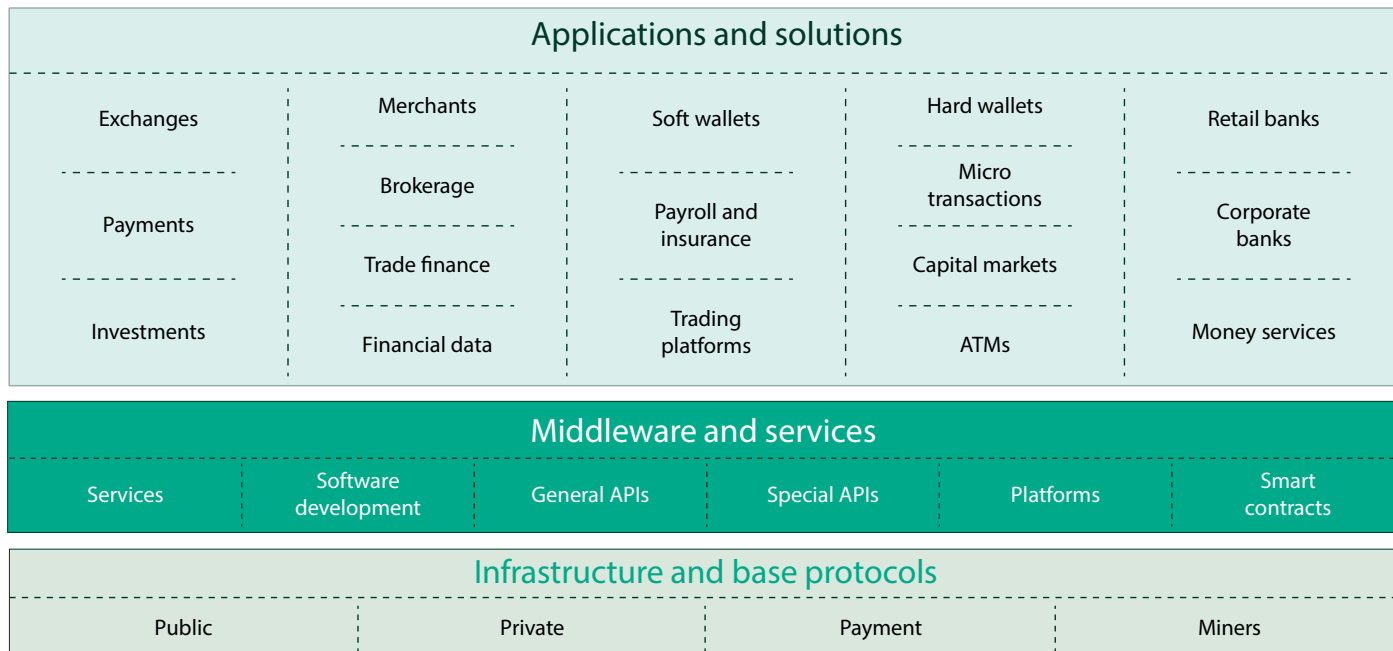 Applications and solutions
Exchanges
Payments
Investments
Merchants
Brokerage
Trade finance
Financial data
Soft wallets
Payroll and
insurance
Trading
platforms
Hard wallets
Micro
transactions
Capital markets
ATMs
Retail banks
Corporate
banks
Money services
Middleware and services
Services
Software
development
General APIs
Special APIs
Platforms
Smart
contracts
Infrastructure and base protocols
Public
Private
Payment
Miners